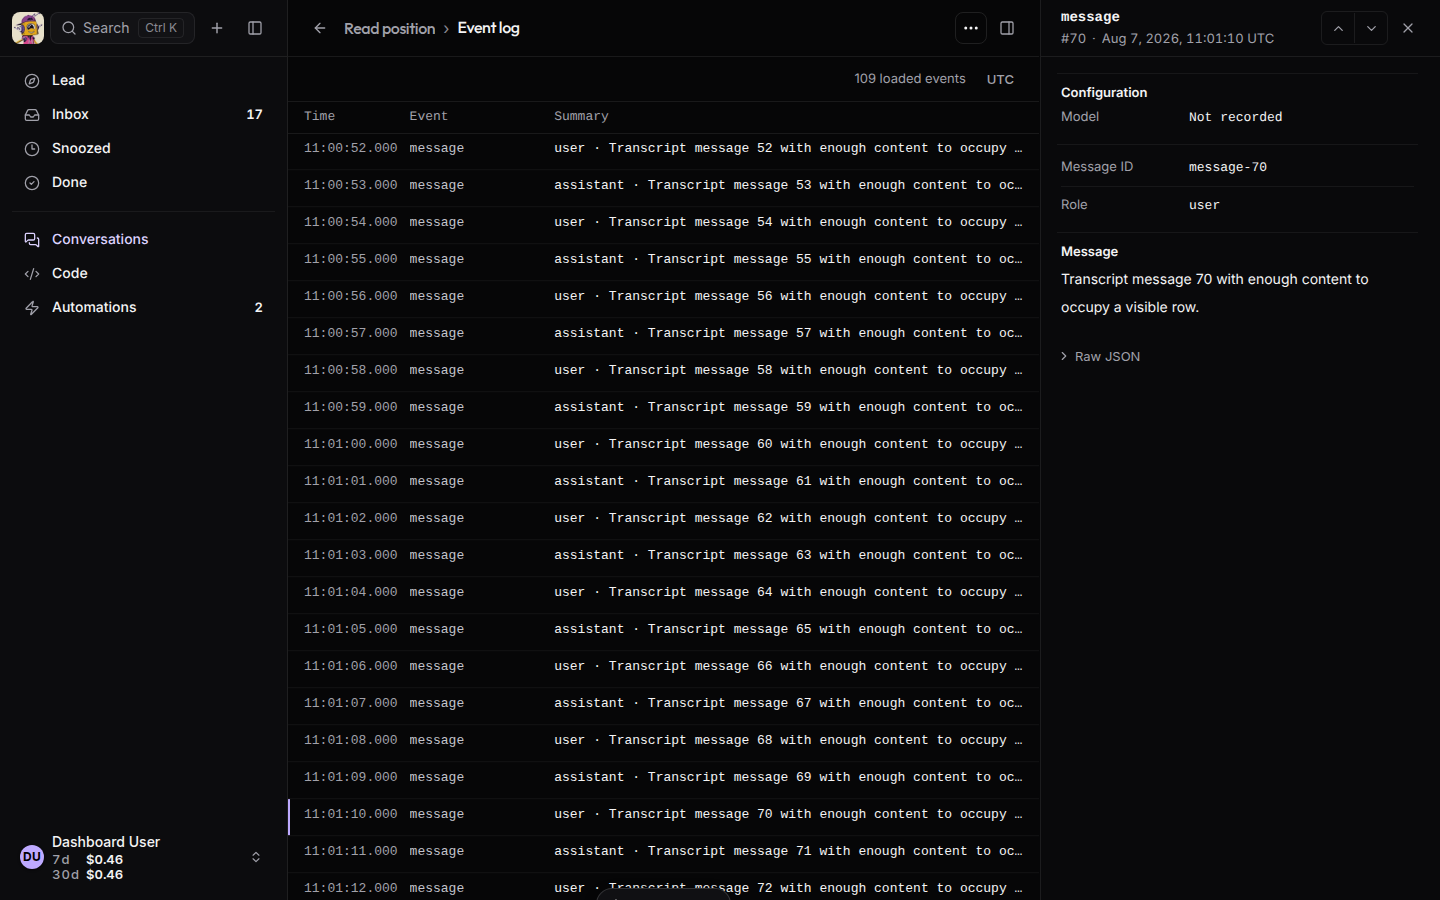 Search Ctrl K
Lead
Inbox 17
Snoozed
Done
Conversations
Code
Automations 2
DU
Dashboard User
7d $0.46
30d $0.46
Read position › Event log
109 loaded events UTC
Time Event Summary
11:00:52.000 message user · Transcript message 52 with enough content to occupy …
11:00:53.000 message assistant · Transcript message 53 with enough content to oc…
11:00:54.000 message user · Transcript message 54 with enough content to occupy …
11:00:55.000 message assistant · Transcript message 55 with enough content to oc…
11:00:56.000 message user · Transcript message 56 with enough content to occupy …
11:00:57.000 message assistant · Transcript message 57 with enough content to oc…
11:00:58.000 message user · Transcript message 58 with enough content to occupy …
11:00:59.000 message assistant · Transcript message 59 with enough content to oc…
11:01:00.000 message user · Transcript message 60 with enough content to occupy …
11:01:01.000 message assistant · Transcript message 61 with enough content to oc…
11:01:02.000 message user · Transcript message 62 with enough content to occupy …
11:01:03.000 message assistant · Transcript message 63 with enough content to oc…
11:01:04.000 message user · Transcript message 64 with enough content to occupy …
11:01:05.000 message assistant · Transcript message 65 with enough content to oc…
11:01:06.000 message user · Transcript message 66 with enough content to occupy …
11:01:07.000 message assistant · Transcript message 67 with enough content to oc…
11:01:08.000 message user · Transcript message 68 with enough content to occupy …
11:01:09.000 message assistant · Transcript message 69 with enough content to oc…
11:01:10.000 message user · Transcript message 70 with enough content to occupy …
11:01:11.000 message assistant · Transcript message 71 with enough content to oc…
11:01:12.000 message user · Transcript message 72 with enough content to occupy …
message
#70 · Aug 7, 2026, 11:01:10 UTC
Configuration
Model Not recorded
Message ID message-70
Role user
Message
Transcript message 70 with enough content to
occupy a visible row.
Raw JSON